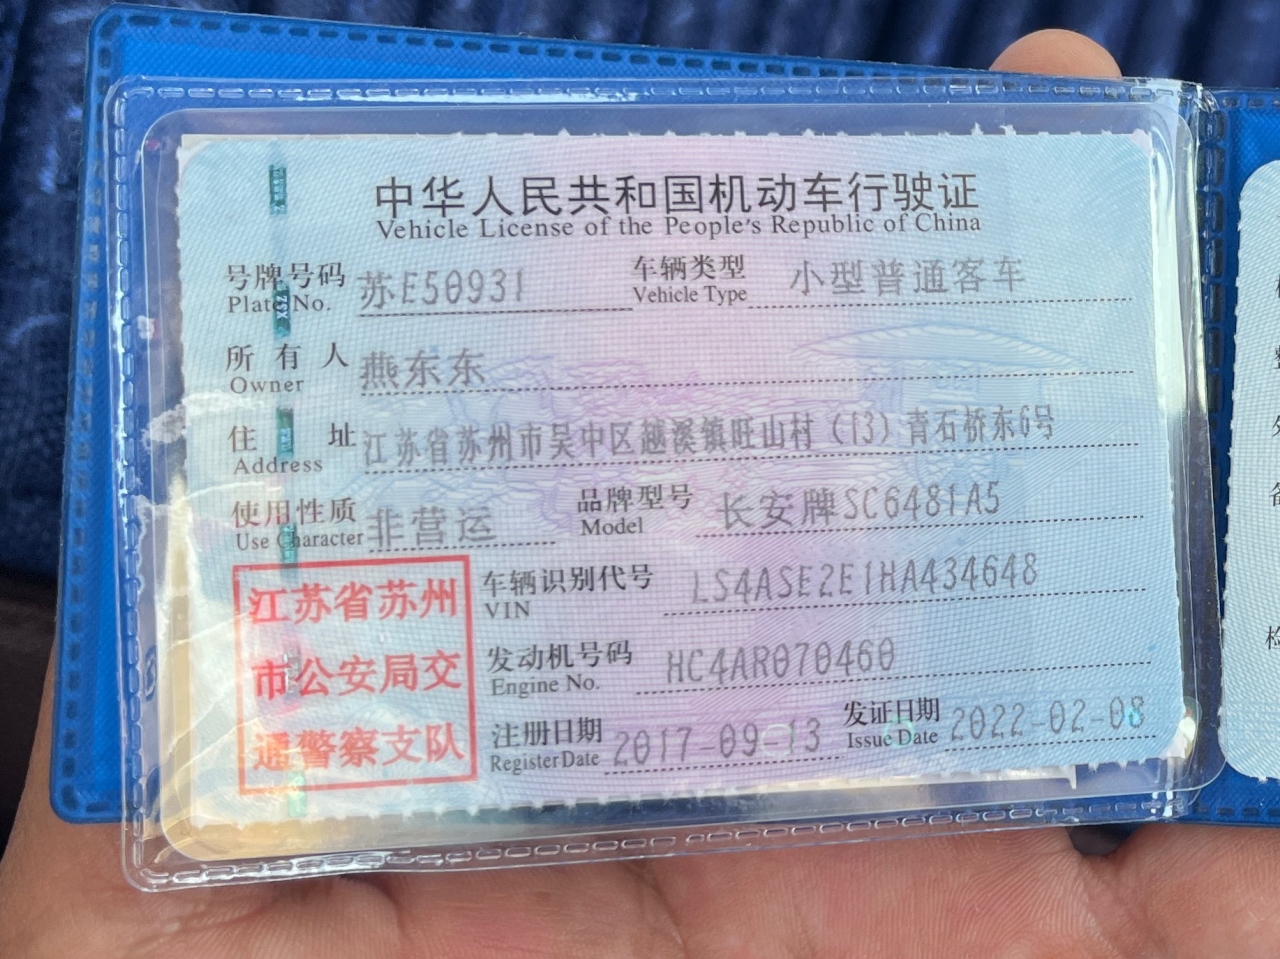 中华人民共和国机动车行驶证
Vehicle License of the People's Republic of China
号牌号码 苏E50931 车辆类型 小型普通客车
Plate No. Vehicle Type
所有人 燕东东
Owner
住址 江苏省苏州市吴中区越溪镇旺山村（13）青石桥东6号
Address
使用性质 非营运 品牌型号 长安牌SC6481A5
Use Character Model
车辆识别代号 LS4ASE2E1HA434648
VIN
发动机号码 HC4AR070460
Engine No.
注册日期 2017-09-13 发证日期 2022-02-08
Register Date Issue Date
江苏省苏州
市公安局交
通警察支队